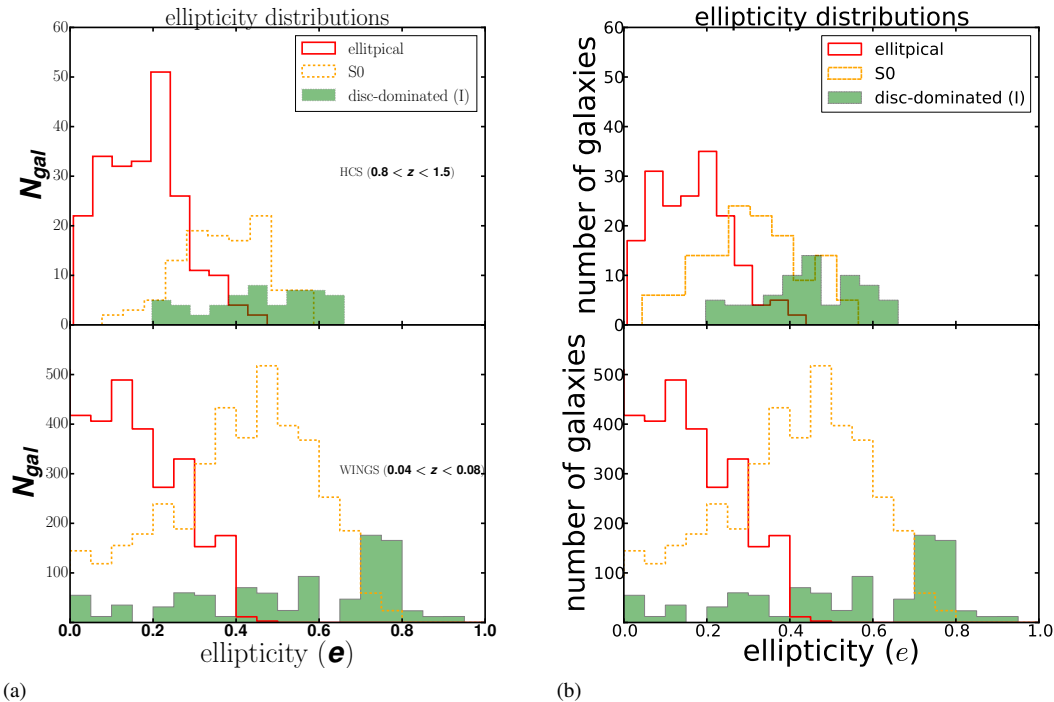 ellipticity distributions
60
50
40
30
20
10
0
N_gal
ellitpical
S0
disc-dominated (I)
HCS (0.8 < z < 1.5)
500
400
300
200
100
N_gal
WINGS (0.04 < z < 0.08)
0.0 0.2 0.4 0.6 0.8 1.0
ellipticity (e)
(a)
ellipticity distributions
60
50
40
30
20
10
0
number of galaxies
ellitpical
S0
disc-dominated (I)
500
400
300
200
100
number of galaxies
0.0 0.2 0.4 0.6 0.8 1.0
ellipticity (e)
(b)